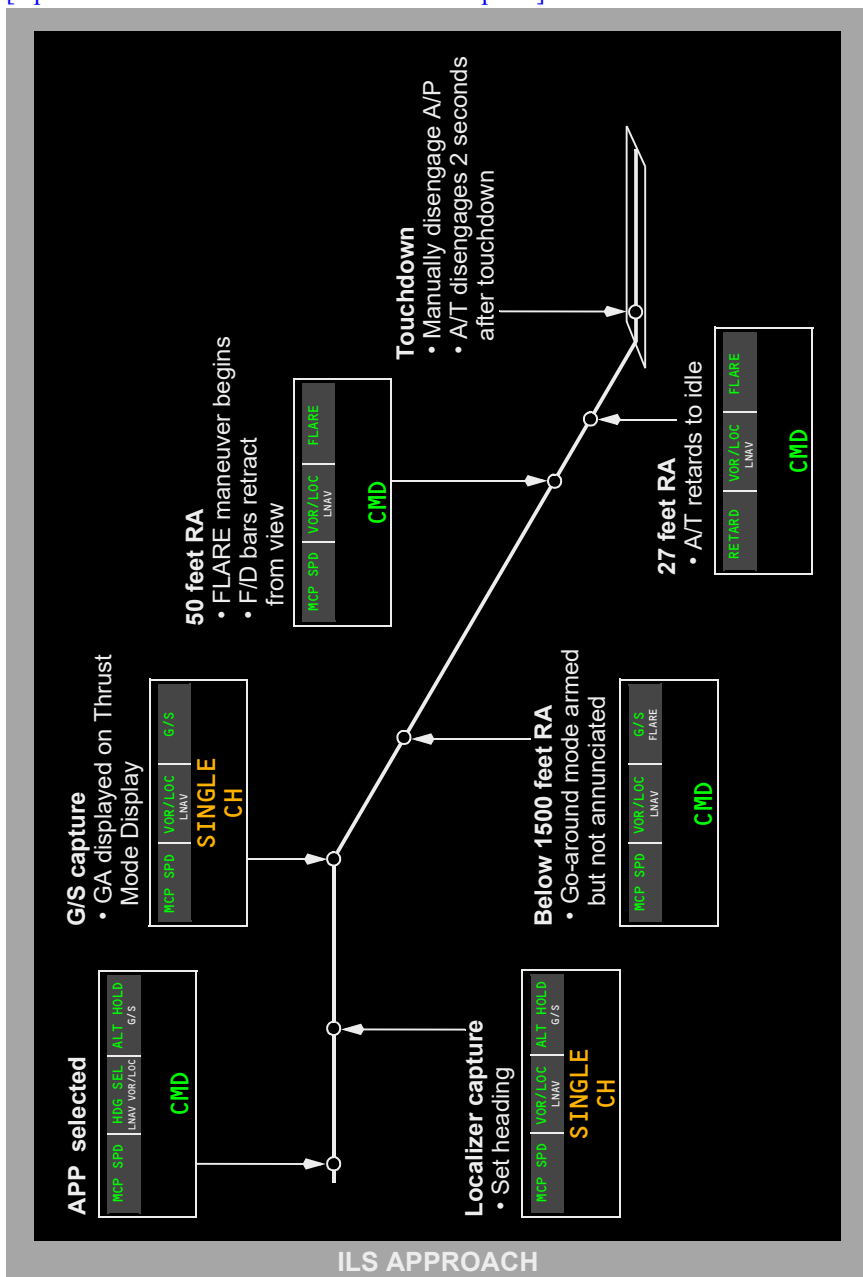 APP selected
MCP SPD HDG SEL ALT HOLD
LNAV VOR/LOC G/S
CMD
G/S capture
• GA displayed on Thrust
Mode Display
MCP SPD VOR/LOC G/S
LNAV
SINGLE
CH
50 feet RA
• FLARE maneuver begins
• F/D bars retract
from view
MCP SPD VOR/LOC FLARE
LNAV
CMD
Touchdown
• Manually disengage A/P
• A/T disengages 2 seconds
after touchdown
Localizer capture
• Set heading
MCP SPD VOR/LOC ALT HOLD
LNAV G/S
SINGLE
CH
Below 1500 feet RA
• Go-around mode armed
but not annunciated
MCP SPD VOR/LOC G/S
LNAV FLARE
CMD
27 feet RA
• A/T retards to idle
RETARD VOR/LOC FLARE
LNAV
CMD
ILS APPROACH